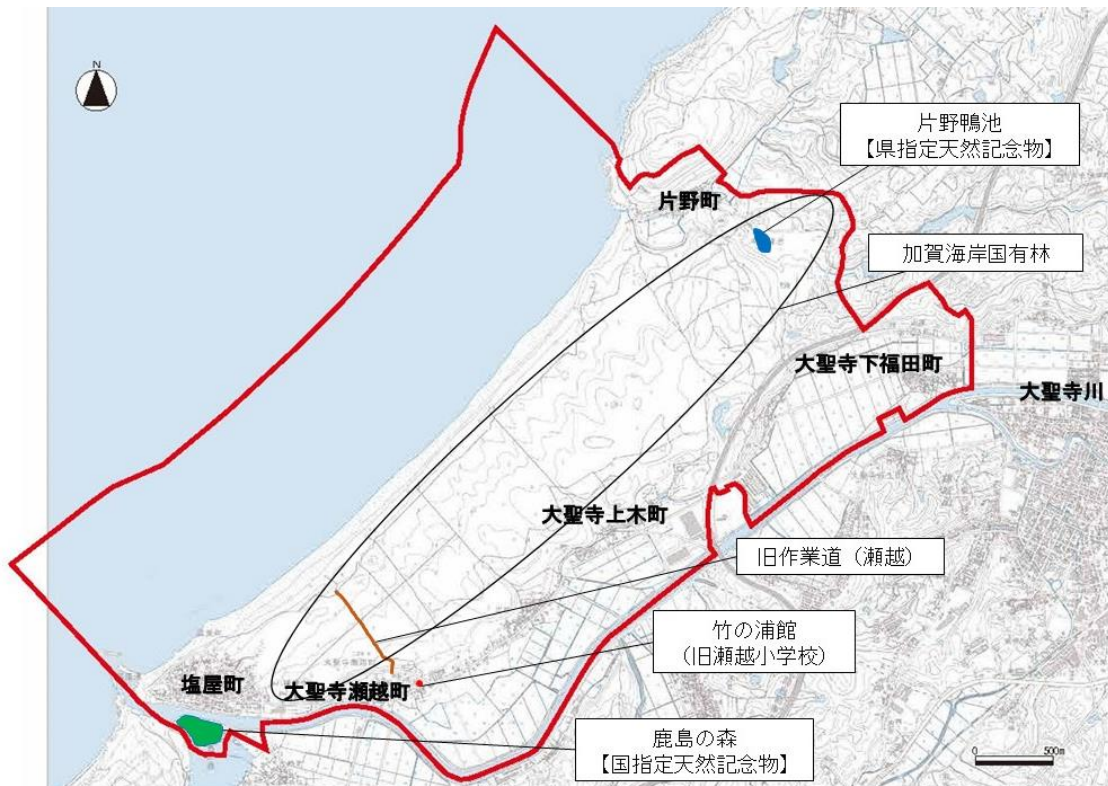 N
片野鴨池
【県指定天然記念物】
片野町
加賀海岸国有林
大聖寺下福田町
大聖寺川
大聖寺上木町
旧作業道（瀬越）
竹の浦館
（旧瀬越小学校）
塩屋町
大聖寺瀬越町
鹿島の森
【国指定天然記念物】
0 500m